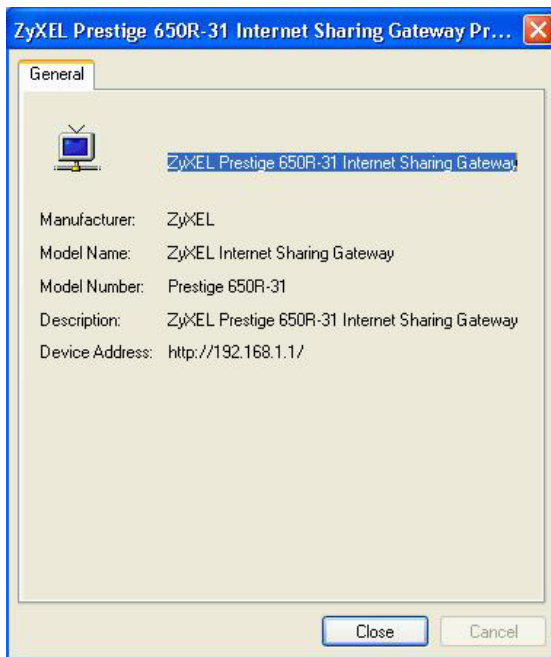 ZyXEL Prestige 650R-31 Internet Sharing Gateway Pr...
General
ZyXEL Prestige 650R-31 Internet Sharing Gateway
Manufacturer: ZyXEL
Model Name: ZyXEL Internet Sharing Gateway
Model Number: Prestige 650R-31
Description: ZyXEL Prestige 650R-31 Internet Sharing Gateway
Device Address: http://192.168.1.1/
Close Cancel